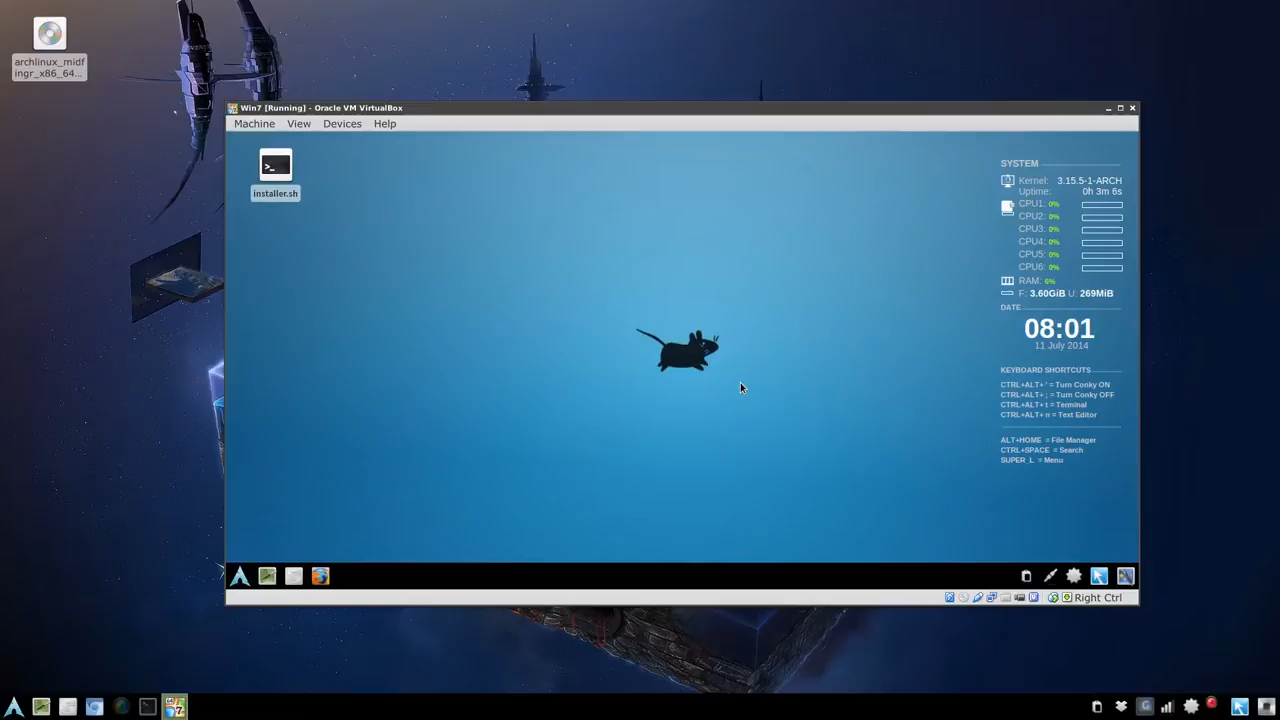 archlinux_midf
ingr_x86_64...
Win7 [Running] - Oracle VM VirtualBox
Machine View Devices Help
installer.sh
SYSTEM
Kernel: 3.15.5-1-ARCH
Uptime: 0h 3m 6s
CPU1: 0%
CPU2: 0%
CPU3: 0%
CPU4: 0%
CPU5: 0%
CPU6: 0%
RAM: 6%
F: 3.60GiB U: 269MiB
DATE
08:01
11 July 2014
KEYBOARD SHORTCUTS
CTRL+ALT+ ' = Turn Conky ON
CTRL+ALT+ ; = Turn Conky OFF
CTRL+ALT+ t = Terminal
CTRL+ALT+ = Text Editor
ALT+HOME = File Manager
CTRL+SPACE = Search
SUPER_L = Menu
Right Ctrl